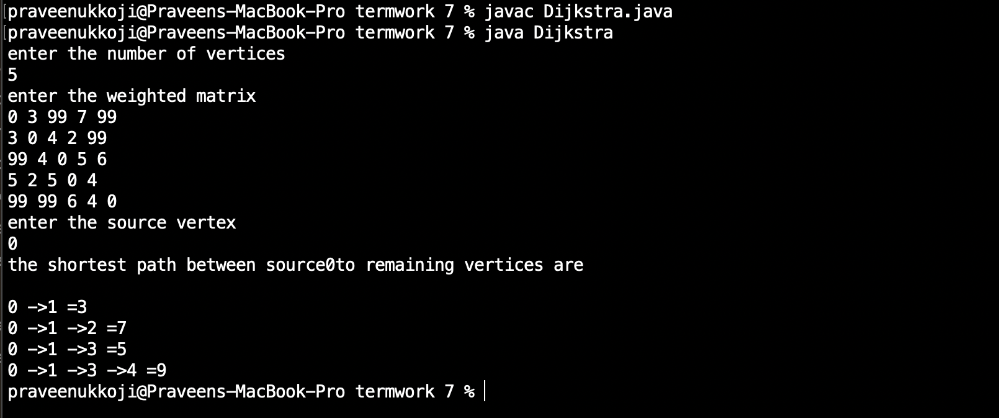 praveenukkoji@Praveens-MacBook-Pro termwork 7 % javac Dijkstra.java
praveenukkoji@Praveens-MacBook-Pro termwork 7 % java Dijkstra
enter the number of vertices
5
enter the weighted matrix
0 3 99 7 99
3 0 4 2 99
99 4 0 5 6
5 2 5 0 4
99 99 6 4 0
enter the source vertex
0
the shortest path between source0to remaining vertices are

0 ->1 =3
0 ->1 ->2 =7
0 ->1 ->3 =5
0 ->1 ->3 ->4 =9
praveenukkoji@Praveens-MacBook-Pro termwork 7 %